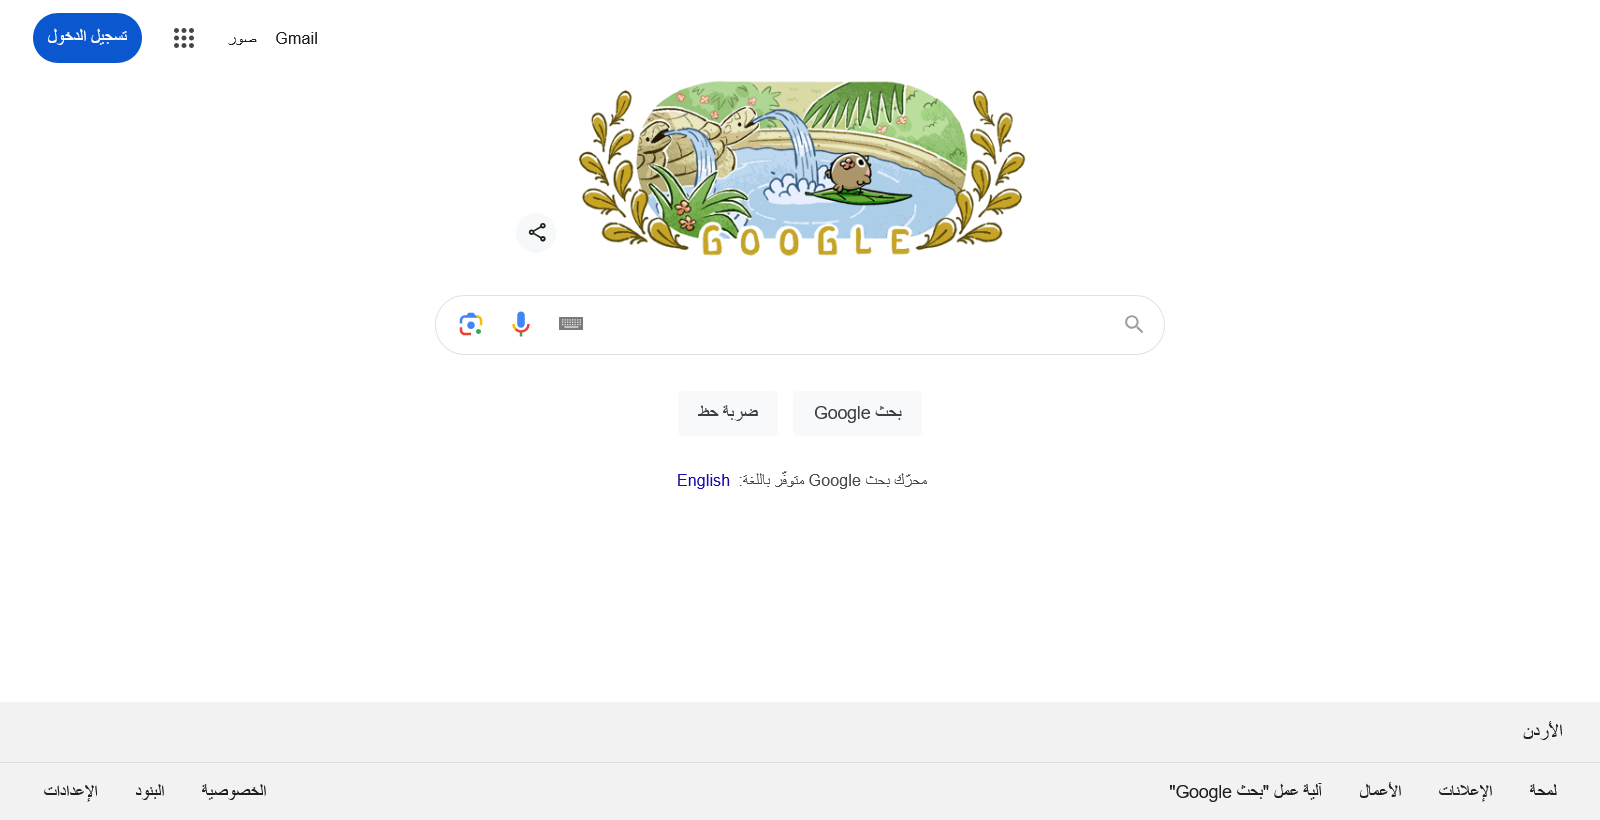 Gmail
صور
تسجيل الدخول
GOOGLE
بحث Google
ضربة حظ
محرّك بحث Google متوفّر باللغة: English
الأردن
لمحة
الإعلانات
الأعمال
آلية عمل "بحث Google"
الخصوصية
البنود
الإعدادات